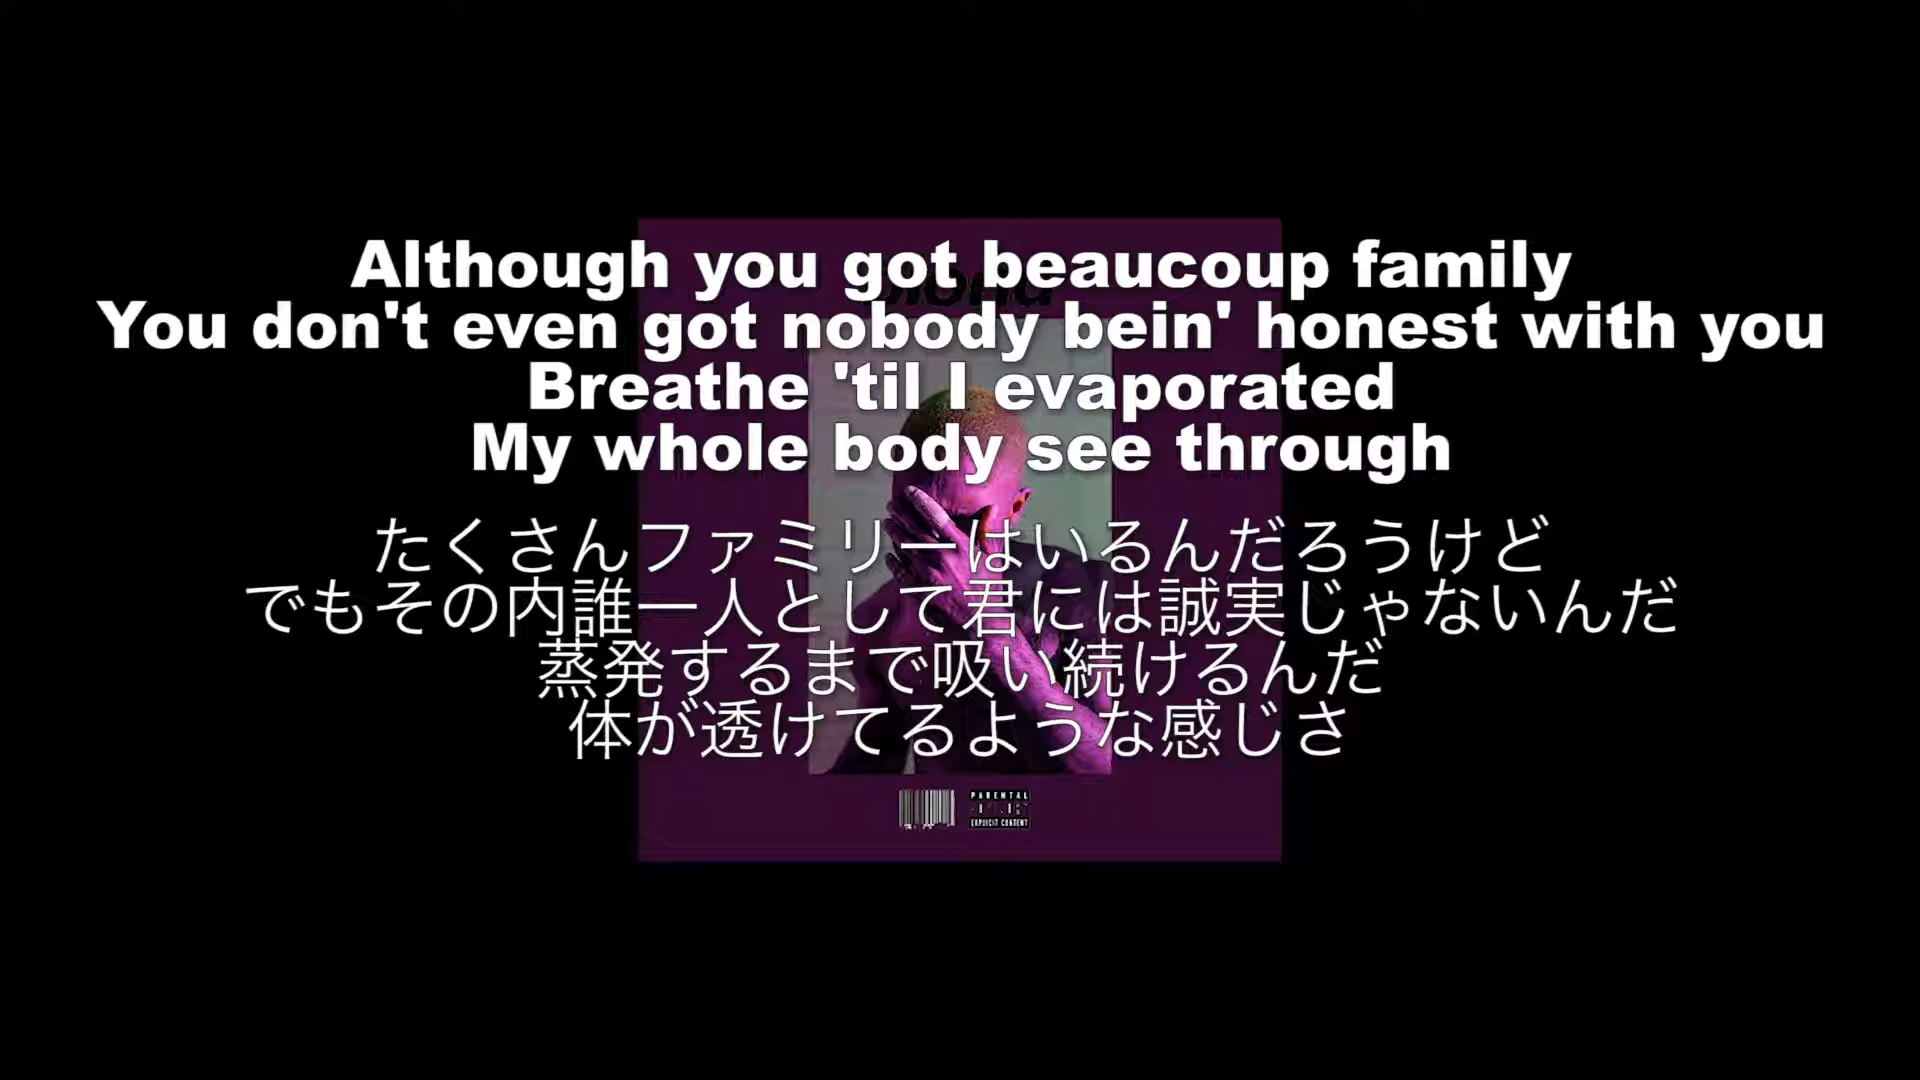 Although you got beaucoup family
You don't even got nobody bein' honest with you
Breathe 'til I evaporated
My whole body see through
たくさんファミリーはいるんだろうけど
でもその内誰一人として君には誠実じゃないんだ
蒸発するまで吸い続けるんだ
体が透けてるような感じさ
PARENTAL
EXPLICIT CONTENT